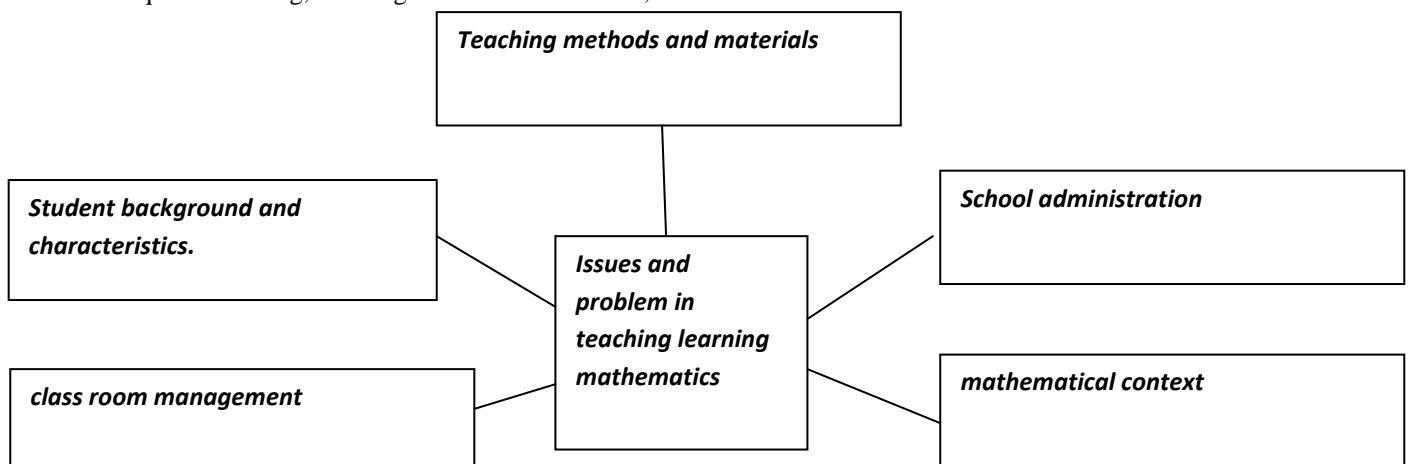 Teaching methods and materials
Student background and
characteristics.
School administration
Issues and
problem in
teaching learning
mathematics
class room management
mathematical context